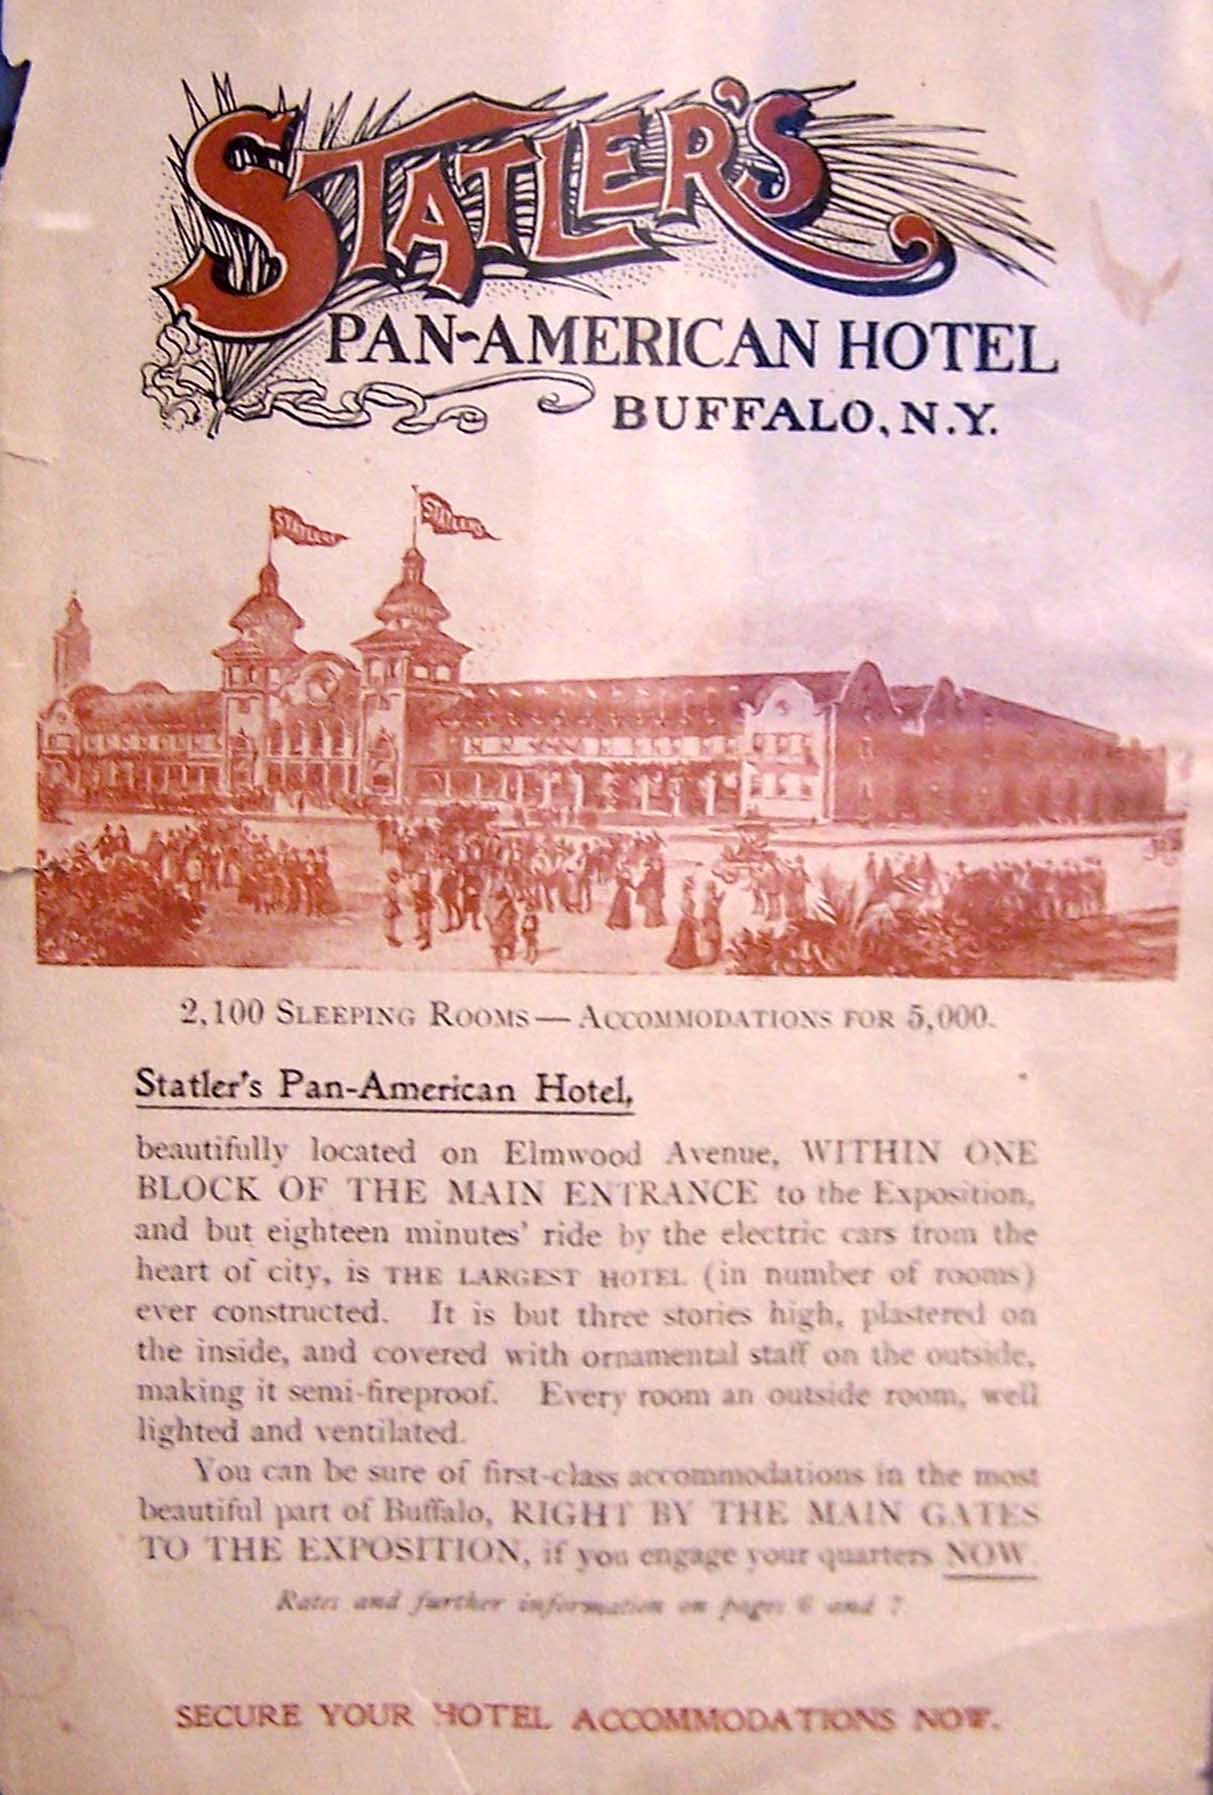 STATLER'S
PAN-AMERICAN HOTEL
BUFFALO, N.Y.
STATLERS
STATLERS
2,100 SLEEPING ROOMS — ACCOMMODATIONS FOR 5,000.
Statler's Pan-American Hotel,
beautifully located on Elmwood Avenue, WITHIN ONE
BLOCK OF THE MAIN ENTRANCE to the Exposition,
and but eighteen minutes' ride by the electric cars from the
heart of city, is THE LARGEST HOTEL (in number of rooms)
ever constructed. It is but three stories high, plastered on
the inside, and covered with ornamental staff on the outside,
making it semi-fireproof. Every room an outside room, well
lighted and ventilated.
You can be sure of first-class accommodations in the most
beautiful part of Buffalo, RIGHT BY THE MAIN GATES
TO THE EXPOSITION, if you engage your quarters NOW.
Rates and further information on pages 6 and 7
SECURE YOUR HOTEL ACCOMMODATIONS NOW.